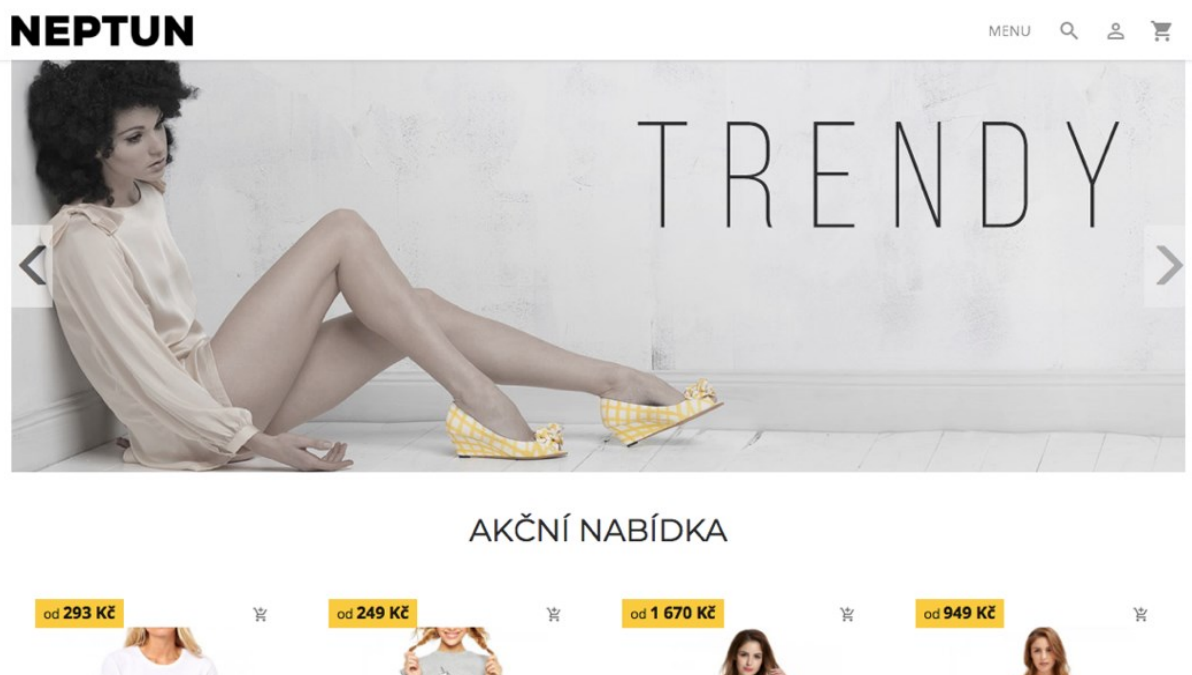 NEPTUN
MENU
TRENDY
AKČNÍ NABÍDKA
od 293 Kč
od 249 Kč
od 1 670 Kč
od 949 Kč